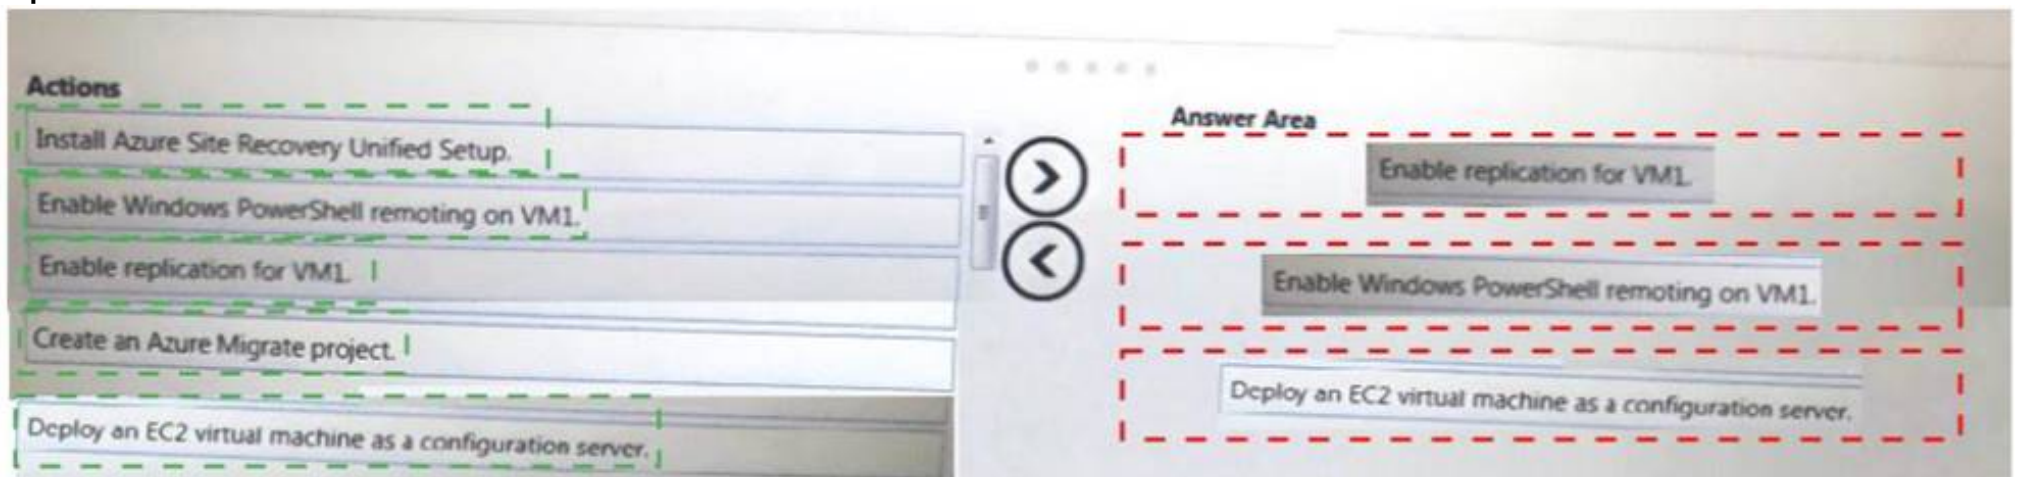 Actions
Install Azure Site Recovery Unified Setup.
Enable Windows PowerShell remoting on VM1.
Enable replication for VM1.
Create an Azure Migrate project.
Deploy an EC2 virtual machine as a configuration server.
Answer Area
Enable replication for VM1.
Enable Windows PowerShell remoting on VM1.
Deploy an EC2 virtual machine as a configuration server.